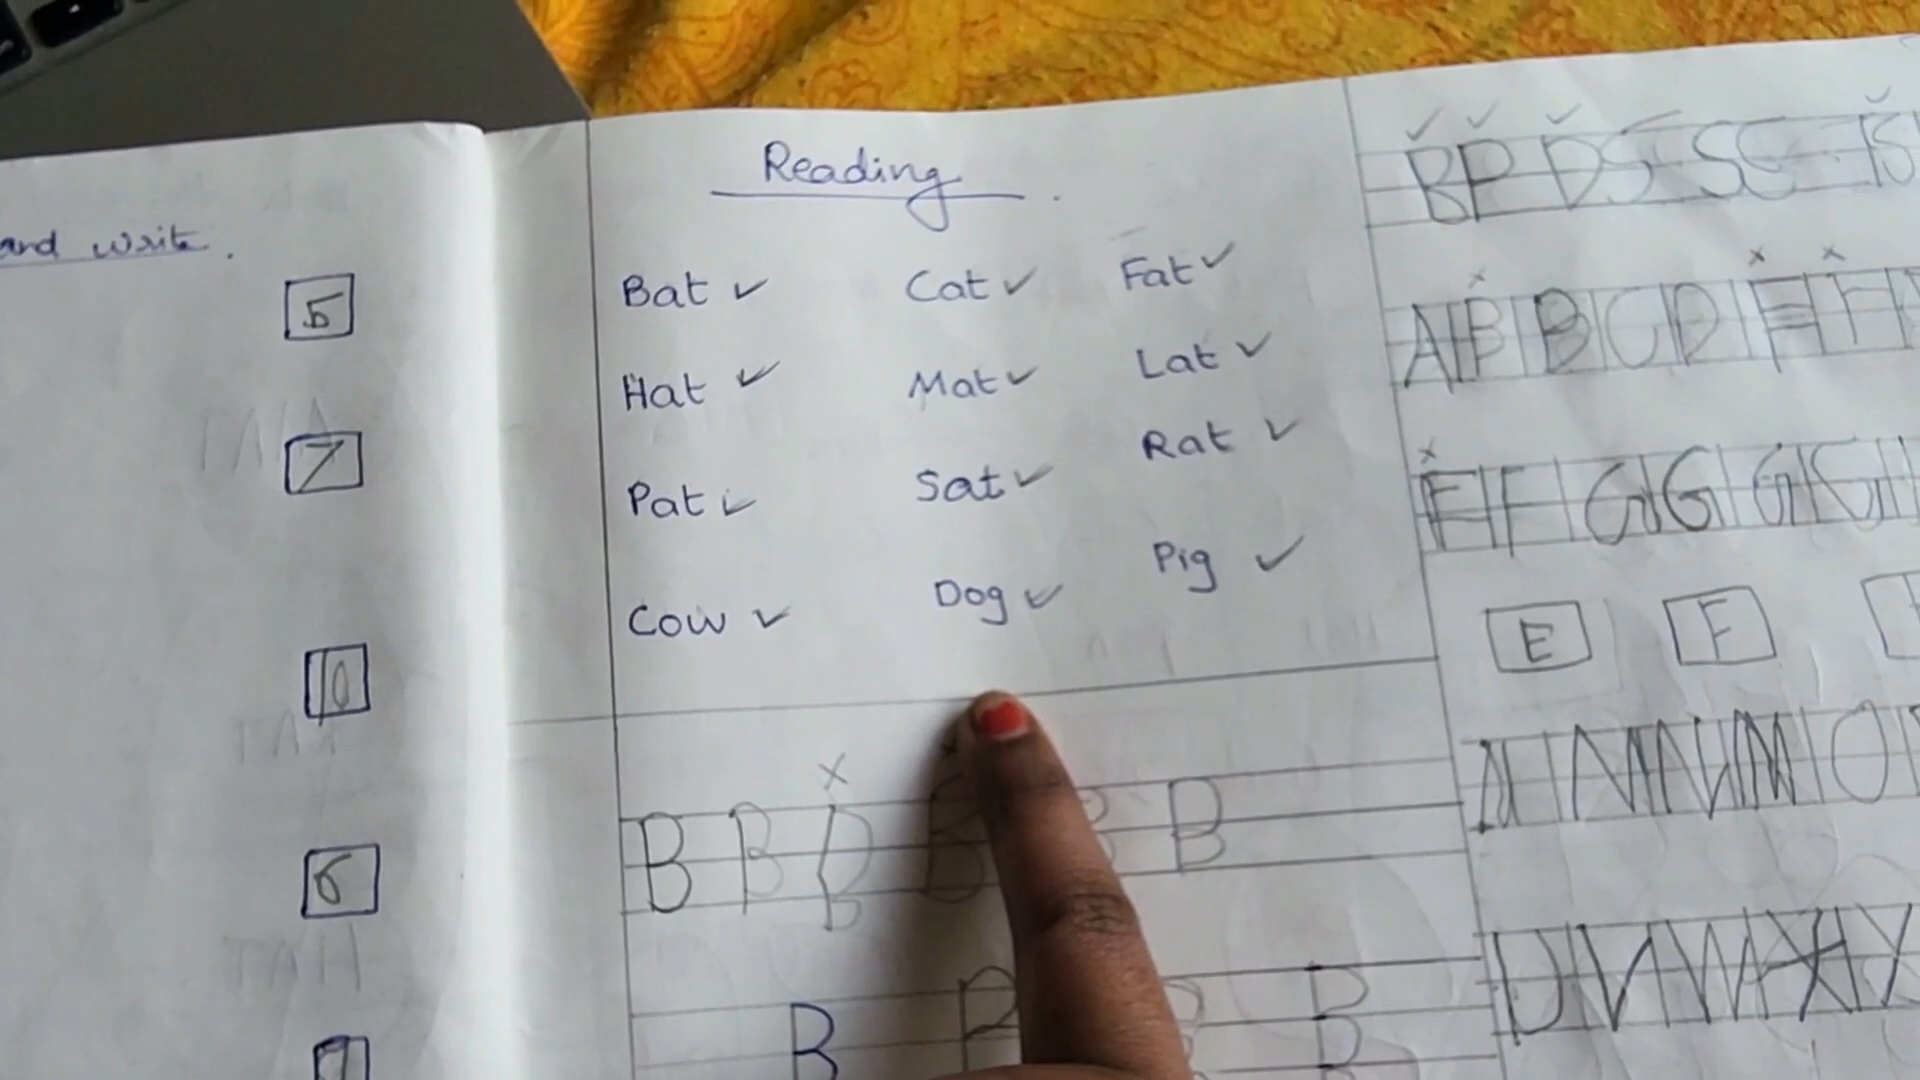 and write.
5
7
10
6
Reading
Bat ✓ Cat ✓ Fat ✓
Hat ✓ Mat ✓ Lat ✓
Pat ✓ Sat ✓ Rat ✓
Cow ✓ Dog ✓ Pig ✓
B B B B
B B
B P D S S S S
A B B C D F F
F F G G G G
E F
N N N N O
U V W X X